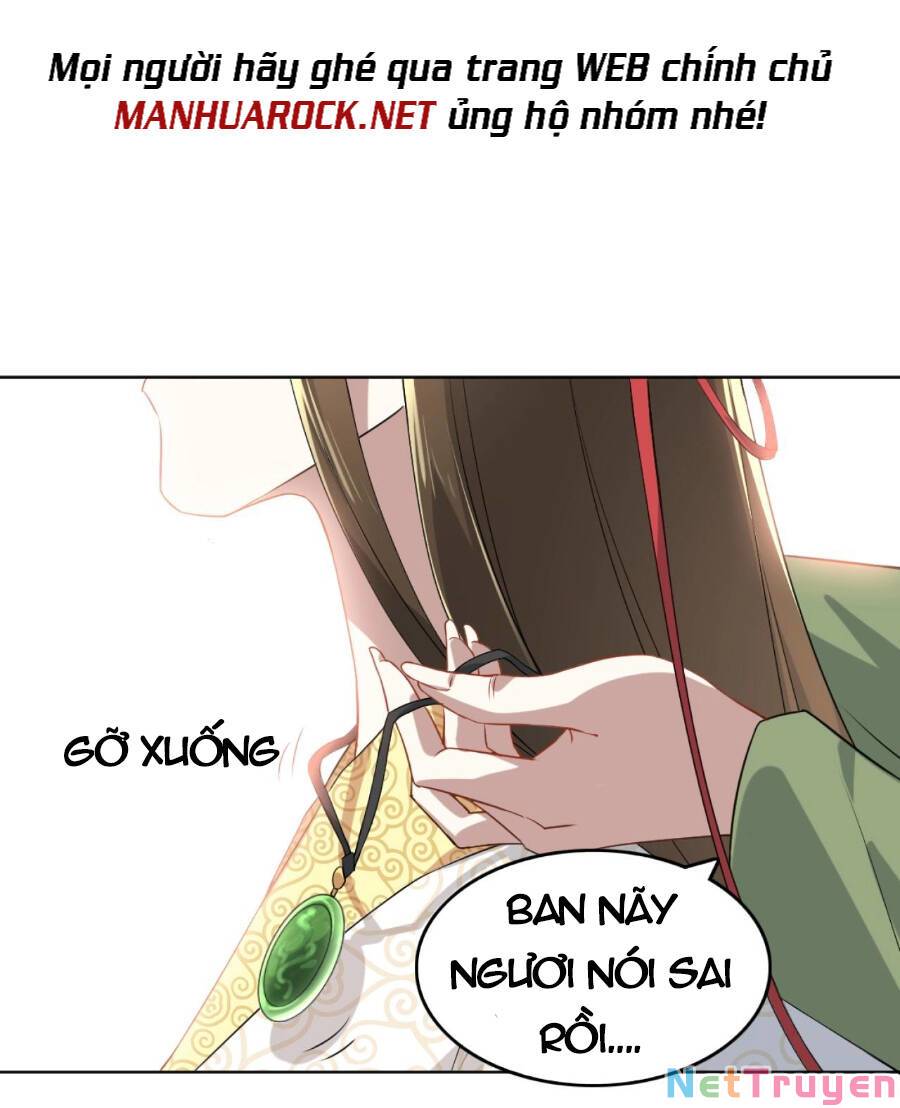 Mọi người hãy ghé qua trang WEB chính chủ
MANHUAROCK.NET ủng hộ nhóm nhé!
GỠ XUỐNG
BAN NÃY
NGƯƠI NÓI SAI
RỒI....
NetTruyen